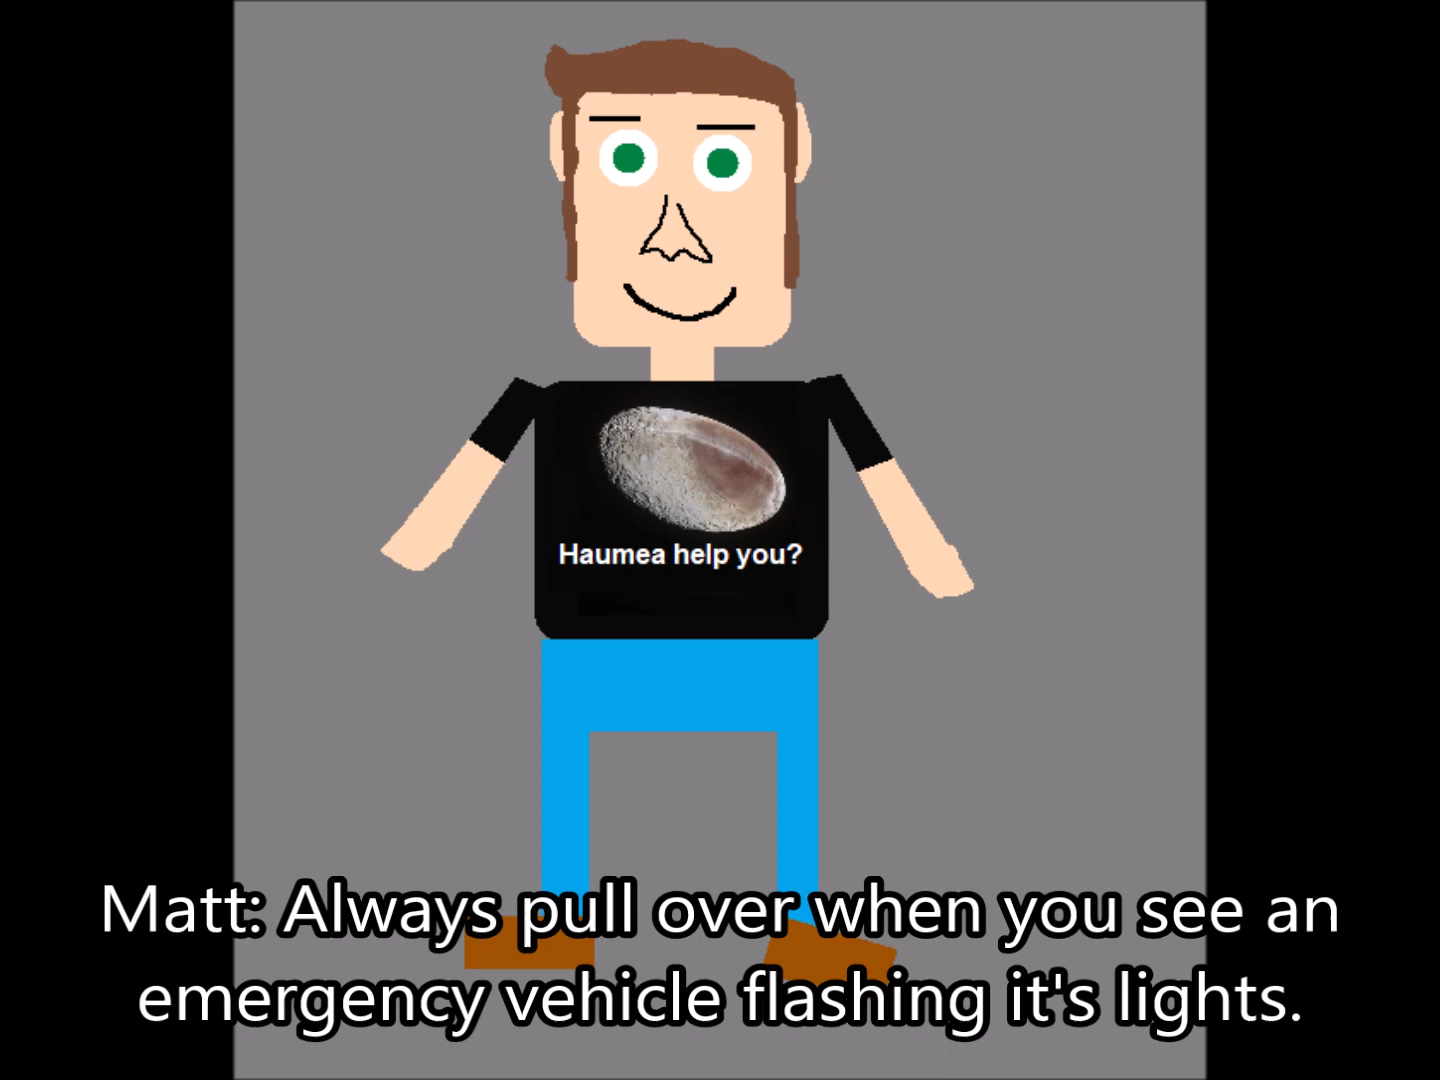 Haumea help you?
Matt: Always pull over when you see an
emergency vehicle flashing it's lights.